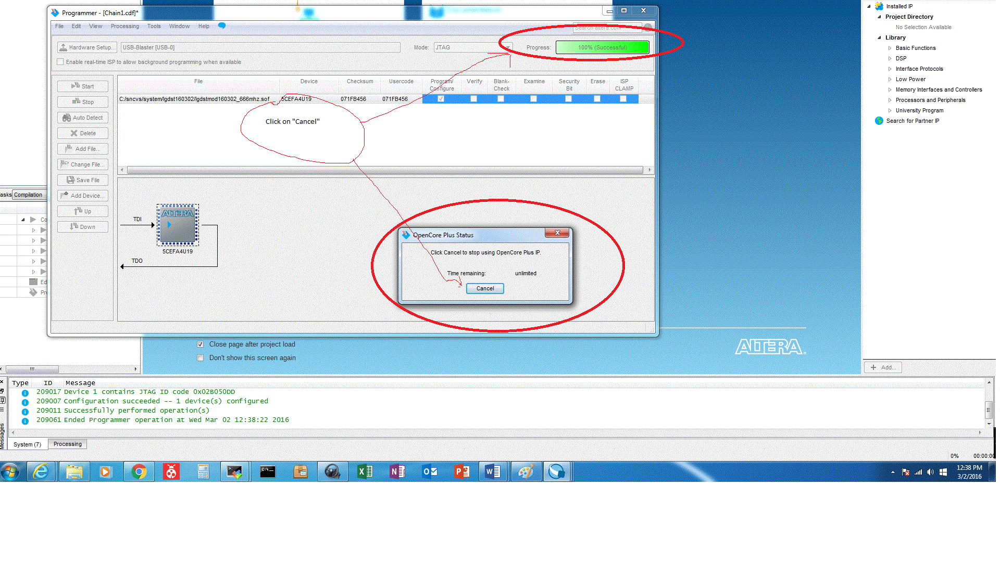 Programmer - [Chain1.cdf]*
File Edit View Processing Tools Window Help
Search altera.com
Hardware Setup... USB-Blaster [USB-0] Mode: JTAG Progress: 100% (Successful)
Enable real-time ISP to allow background programming when available
Start
Stop
Auto Detect
Delete
Add File...
Change File...
Save File
Add Device...
Up
Down
File Device Checksum Usercode Program/ Verify Blank- Examine Security Erase ISP
Configure Check Bit CLAMP
C:/sncvs/system/lgdst160302/lgdstmod160302_666mhz.sof 5CEFA4U19 071FB456 071FB456
Click on "Cancel"
TDI
ALTERA
5CEFA4U19
TDO
OpenCore Plus Status
Click Cancel to stop using OpenCore Plus IP.
Time remaining: unlimited
Cancel
Installed IP
Project Directory
No Selection Available
Library
Basic Functions
DSP
Interface Protocols
Low Power
Memory Interfaces and Controllers
Processors and Peripherals
University Program
Search for Partner IP
Add...
asks Compilation
Co
Ed
Pr
Close page after project load
Don't show this screen again
ALTERA
Type ID Message
209017 Device 1 contains JTAG ID code 0x02B050DD
209007 Configuration succeeded -- 1 device(s) configured
209011 Successfully performed operation(s)
209061 Ended Programmer operation at Wed Mar 02 12:38:22 2016
Messages
System (7) Processing
0% 00:00:00
12:38 PM
3/2/2016